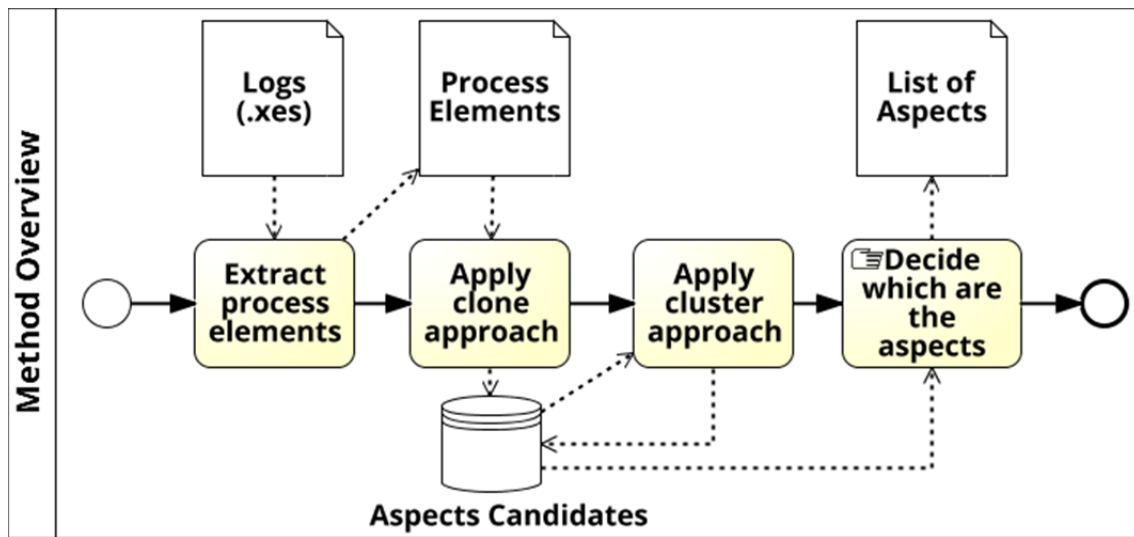 Method Overview
Logs
(.xes)
Process
Elements
List of
Aspects
Extract
process
elements
Apply
clone
approach
Apply
cluster
approach
Decide
which are
the
aspects
Aspects Candidates